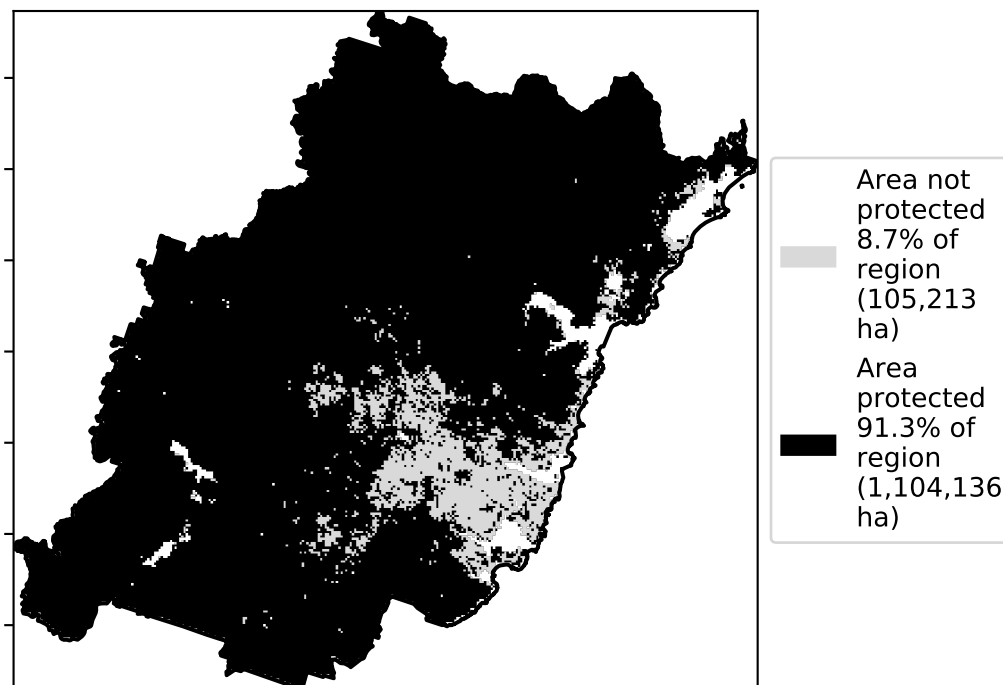 Area not
protected
8.7% of
region
(105,213
ha)
Area
protected
91.3% of
region
(1,104,136
ha)